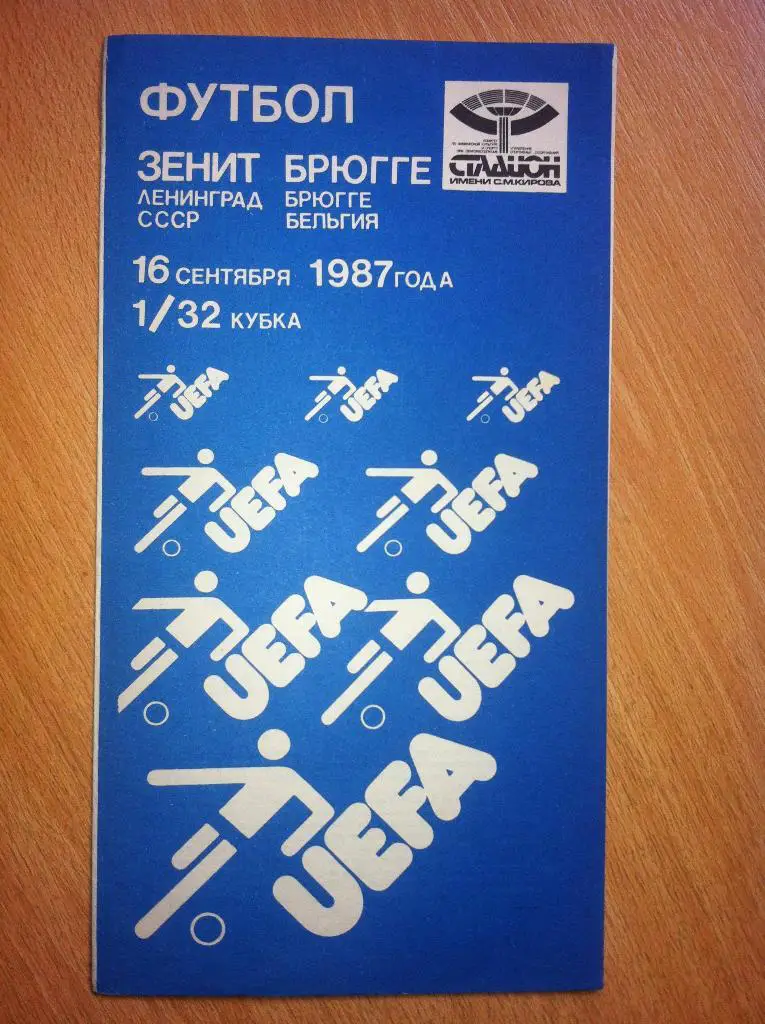 ФУТБОЛ
ЗЕНИТ БРЮГГЕ
ЛЕНИНГРАД БРЮГГЕ
СССР БЕЛЬГИЯ
СТАДИОН
ИМЕНИ С.М.КИРОВА
16 СЕНТЯБРЯ 1987 ГОДА
1/32 КУБКА
UEFA UEFA UEFA
UEFA UEFA
UEFA UEFA
UEFA